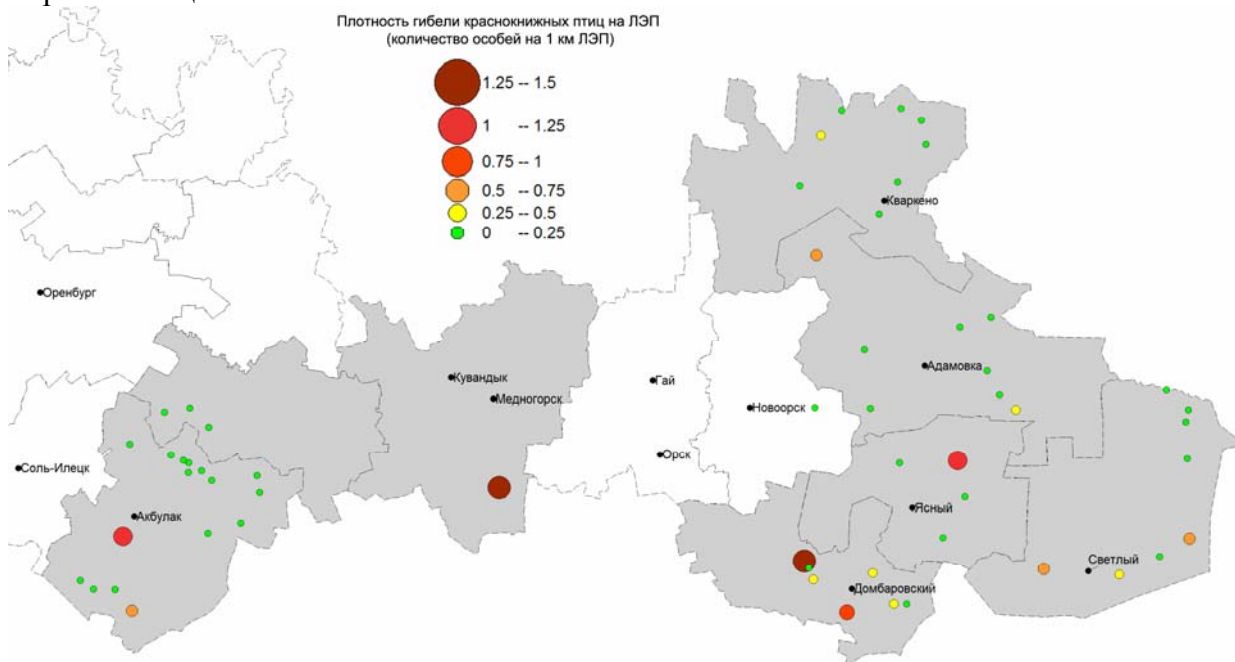 Плотность гибели краснокнижных птиц на ЛЭП
(количество особей на 1 км ЛЭП)
1.25 -- 1.5
1 -- 1.25
0.75 -- 1
0.5 -- 0.75
0.25 -- 0.5
0 -- 0.25
Кваркено
Оренбург
Адамовка
Кувандык
Гай
Медногорск
Новоорск
Орск
Соль-Илецк
Ясный
Акбулак
Светлый
Домбаровский